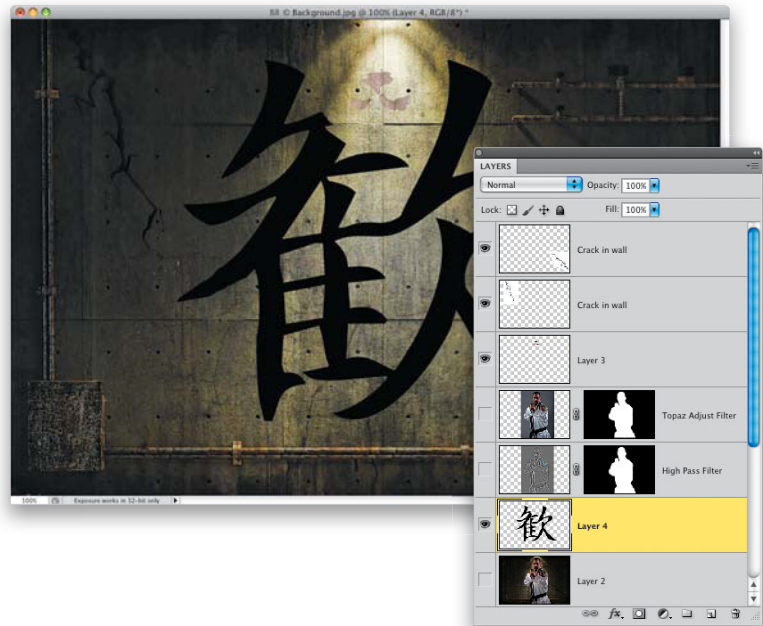 88 © Background.jpg @ 100% (Layer 4, RGB/8*) *
歓
100% Exposure works in 32-bit only
LAYERS
Normal Opacity: 100%
Lock: Fill: 100%
Crack in wall
Crack in wall
Layer 3
Topaz Adjust Filter
High Pass Filter
歓 Layer 4
Layer 2
fx